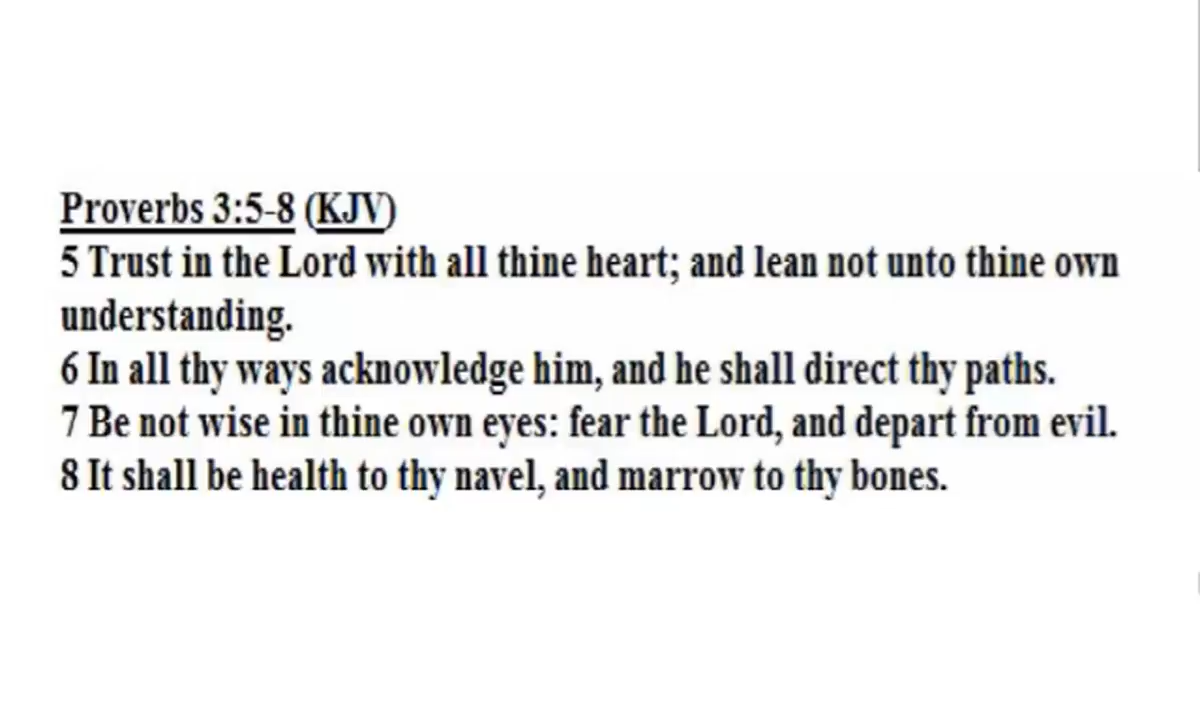 Proverbs 3:5-8 (KJV)
5 Trust in the Lord with all thine heart; and lean not unto thine own
understanding.
6 In all thy ways acknowledge him, and he shall direct thy paths.
7 Be not wise in thine own eyes: fear the Lord, and depart from evil.
8 It shall be health to thy navel, and marrow to thy bones.